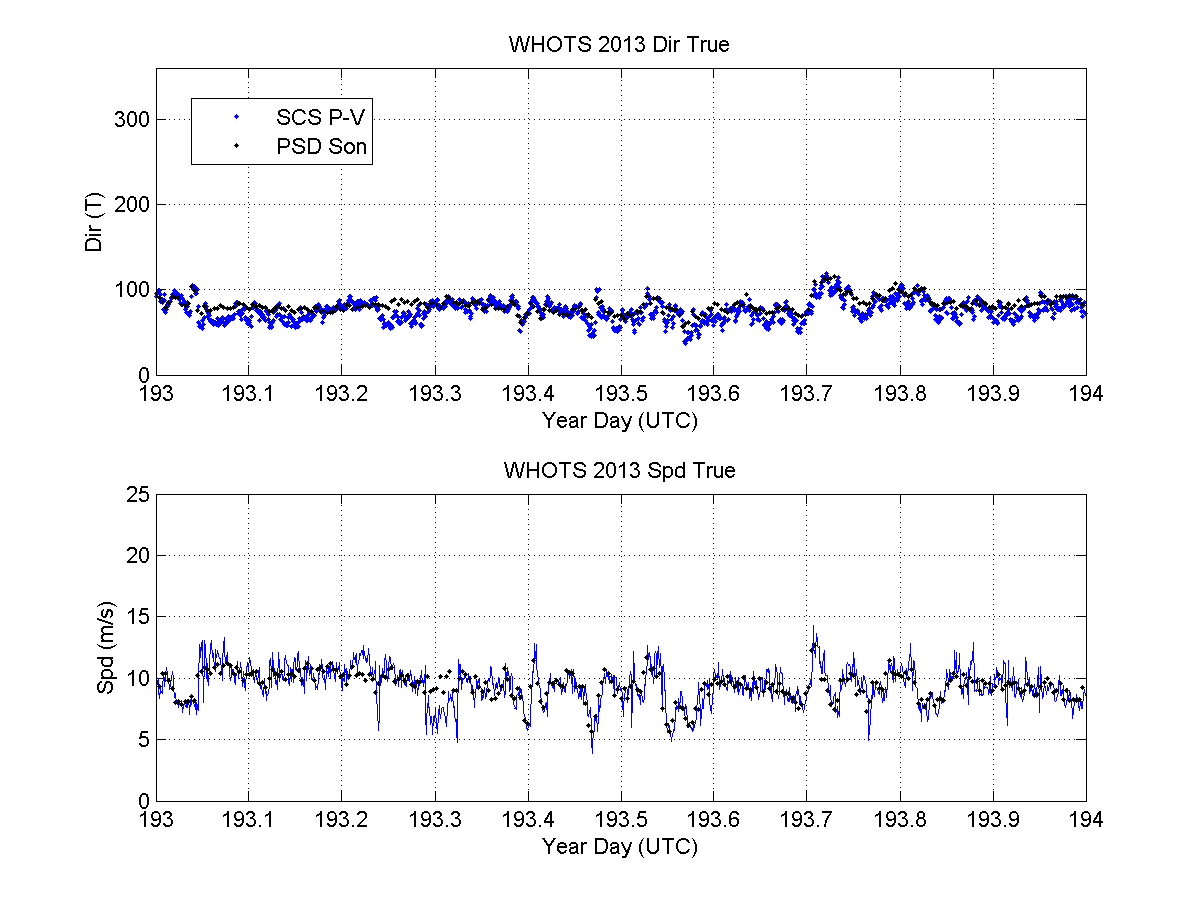 WHOTS 2013 Dir True
SCS P-V
PSD Son
300
200
100
0
Dir (T)
193 193.1 193.2 193.3 193.4 193.5 193.6 193.7 193.8 193.9 194
Year Day (UTC)
WHOTS 2013 Spd True
25
20
15
10
5
0
Spd (m/s)
193 193.1 193.2 193.3 193.4 193.5 193.6 193.7 193.8 193.9 194
Year Day (UTC)